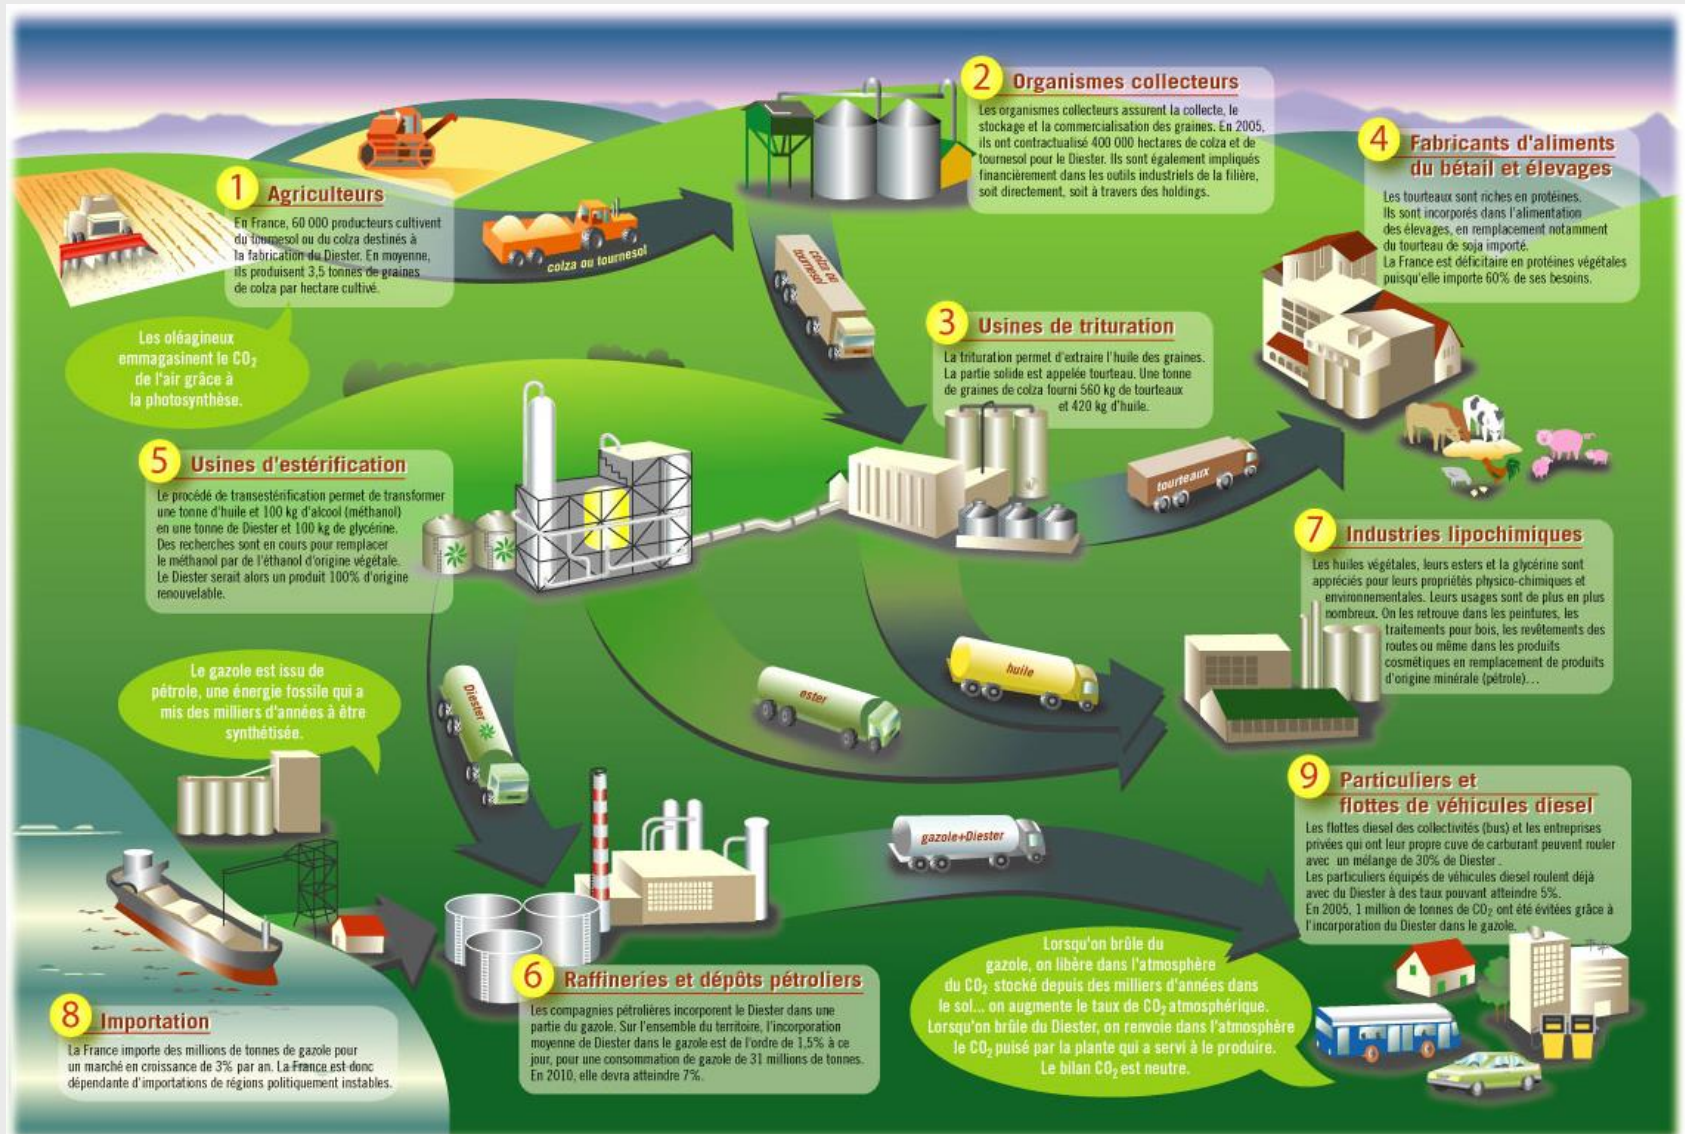 1 Agriculteurs
En France, 60 000 producteurs cultivent
du tournesol ou du colza destinés à
la fabrication du Diester. En moyenne,
ils produisent 3,5 tonnes de graines
de colza par hectare cultivé.
Les oléagineux
emmagasinent le CO₂
de l'air grâce à
la photosynthèse.
colza ou tournesol
2 Organismes collecteurs
Les organismes collecteurs assurent la collecte, le
stockage et la commercialisation des graines. En 2005,
ils ont contractualisé 400 000 hectares de colza et de
tournesol pour le Diester. Ils sont également impliqués
financièrement dans les outils industriels de la filière,
soit directement, soit à travers des holdings.
colza ou
tournesol
3 Usines de trituration
La trituration permet d'extraire l'huile des graines.
La partie solide est appelée tourteau. Une tonne
de graines de colza fourni 560 kg de tourteaux
et 420 kg d'huile.
tourteaux
4 Fabricants d'aliments
du bétail et élevages
Les tourteaux sont riches en protéines.
Ils sont incorporés dans l'alimentation
des élevages, en remplacement notamment
du tourteau de soja importé.
La France est déficitaire en protéines végétales
puisqu'elle importe 60% de ses besoins.
5 Usines d'estérification
Le procédé de transestérification permet de transformer
une tonne d'huile et 100 kg d'alcool (méthanol)
en une tonne de Diester et 100 kg de glycérine.
Des recherches sont en cours pour remplacer
le méthanol par de l'éthanol d'origine végétale.
Le Diester serait alors un produit 100% d'origine
renouvelable.
Diester
ester
huile
Le gazole est issu de
pétrole, une énergie fossile qui a
mis des milliers d'années à être
synthétisée.
6 Raffineries et dépôts pétroliers
Les compagnies pétrolières incorporent le Diester dans une
partie du gazole. Sur l'ensemble du territoire, l'incorporation
moyenne de Diester dans le gazole est de l'ordre de 1,5% à ce
jour, pour une consommation de gazole de 31 millions de tonnes.
En 2010, elle devra atteindre 7%.
gazole+Diester
7 Industries lipochimiques
Les huiles végétales, leurs esters et la glycérine sont
appréciés pour leurs propriétés physico-chimiques et
environnementales. Leurs usages sont de plus en plus
nombreux. On les retrouve dans les peintures, les
traitements pour bois, les revêtements des
routes ou même dans les produits
cosmétiques en remplacement de produits
d'origine minérale (pétrole)...
8 Importation
La France importe des millions de tonnes de gazole pour
un marché en croissance de 3% par an. La France est donc
dépendante d'importations de régions politiquement instables.
9 Particuliers et
flottes de véhicules diesel
Les flottes diesel des collectivités (bus) et les entreprises
privées qui ont leur propre cuve de carburant peuvent rouler
avec un mélange de 30% de Diester .
Les particuliers équipés de véhicules diesel roulent déjà
avec du Diester à des taux pouvant atteindre 5%.
En 2005, 1 million de tonnes de CO₂ ont été évitées grâce à
l'incorporation du Diester dans le gazole.
Lorsqu'on brûle du
gazole, on libère dans l'atmosphère
du CO₂ stocké depuis des milliers d'années dans
le sol... on augmente le taux de CO₂ atmosphérique.
Lorsqu'on brûle du Diester, on renvoie dans l'atmosphère
le CO₂ puisé par la plante qui a servi à le produire.
Le bilan CO₂ est neutre.